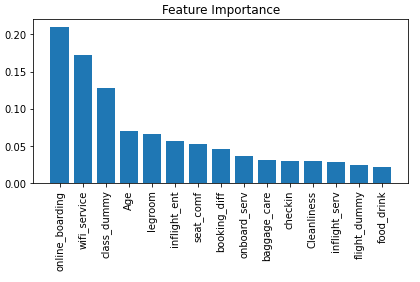 Feature Importance
0.20
0.15
0.10
0.05
0.00
online_boarding
wifi_service
class_dummy
Age
legroom
inflight_ent
seat_comf
booking_diff
onboard_serv
baggage_care
checkin
Cleanliness
inflight_serv
flight_dummy
food_drink